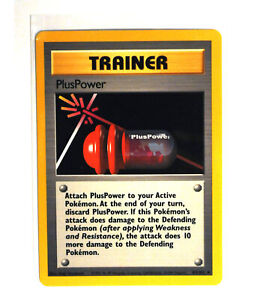 TRAINER
PlusPower
PlusPower
Attach PlusPower to your Active
Pokémon. At the end of your turn,
discard PlusPower. If this Pokémon's
attack does damage to the Defending
Pokémon (after applying Weakness
and Resistance), the attack does 10
more damage to the Defending
Pokémon.